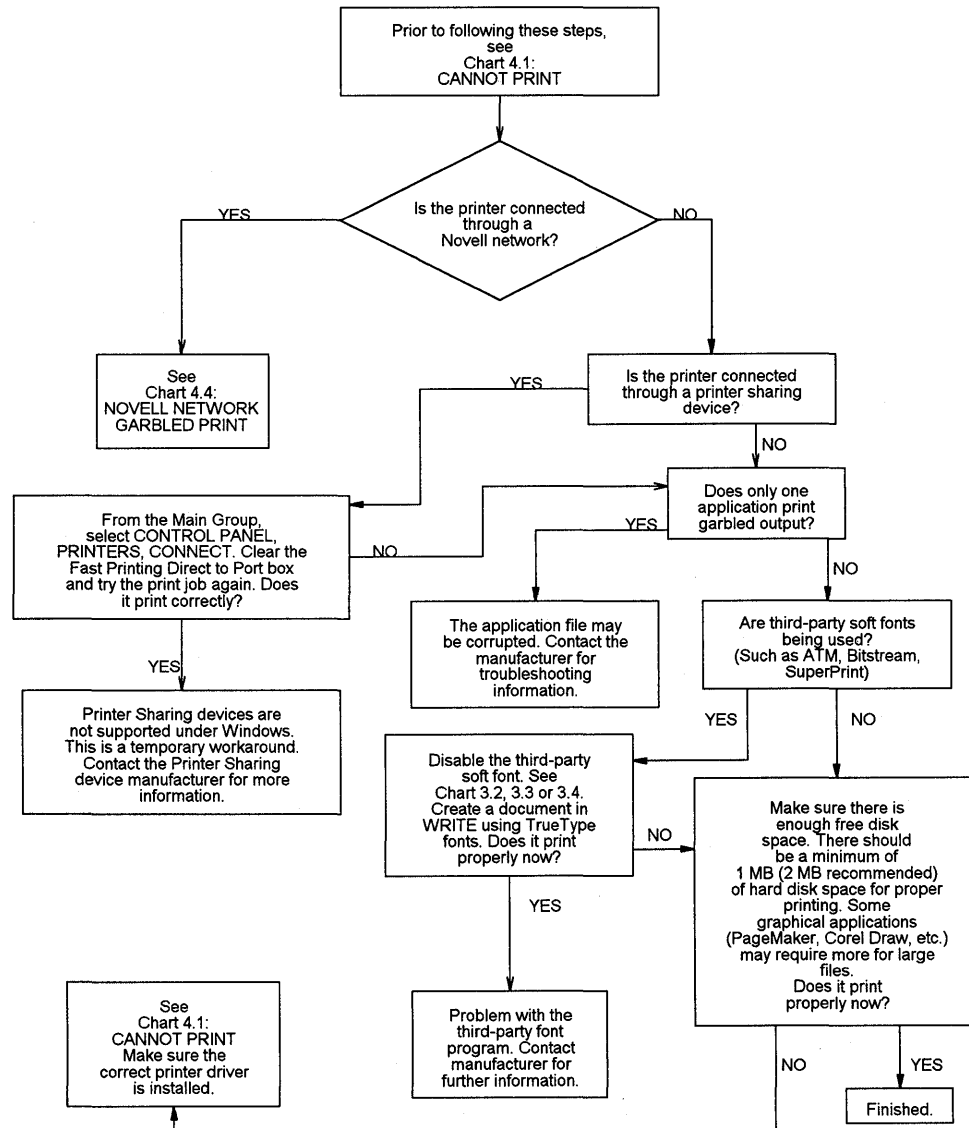 Prior to following these steps,
see
Chart 4.1:
CANNOT PRINT
Is the printer connected
through a
Novell network?
YES
NO
See
Chart 4.4:
NOVELL NETWORK
GARBLED PRINT
Is the printer connected
through a printer sharing
device?
YES
NO
From the Main Group,
select CONTROL PANEL,
PRINTERS, CONNECT. Clear the
Fast Printing Direct to Port box
and try the print job again. Does
it print correctly?
NO
YES
Does only one
application print
garbled output?
YES
NO
Printer Sharing devices are
not supported under Windows.
This is a temporary workaround.
Contact the Printer Sharing
device manufacturer for more
information.
The application file may
be corrupted. Contact the
manufacturer for
troubleshooting
information.
Are third-party soft fonts
being used?
(Such as ATM, Bitstream,
SuperPrint)
YES
NO
Disable the third-party
soft font. See
Chart 3.2, 3.3 or 3.4.
Create a document in
WRITE using TrueType
fonts. Does it print
properly now?
NO
YES
Make sure there is
enough free disk
space. There should
be a minimum of
1 MB (2 MB recommended)
of hard disk space for proper
printing. Some
graphical applications
(PageMaker, Corel Draw, etc.)
may require more for large
files.
Does it print
properly now?
NO
YES
See
Chart 4.1:
CANNOT PRINT
Make sure the
correct printer driver
is installed.
Problem with the
third-party font
program. Contact
manufacturer for
further information.
Finished.